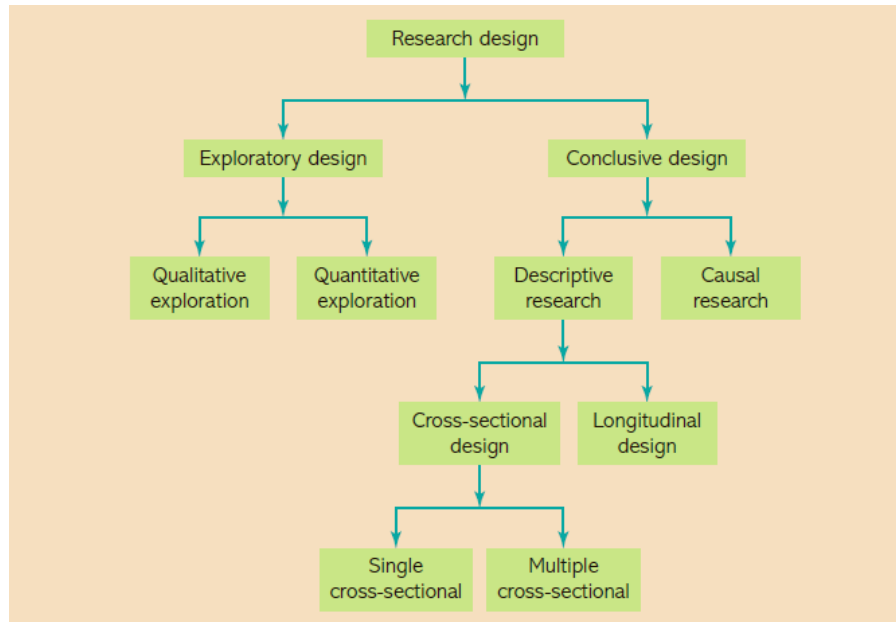 Research design
Exploratory design
Conclusive design
Qualitative
exploration
Quantitative
exploration
Descriptive
research
Causal
research
Cross-sectional
design
Longitudinal
design
Single
cross-sectional
Multiple
cross-sectional